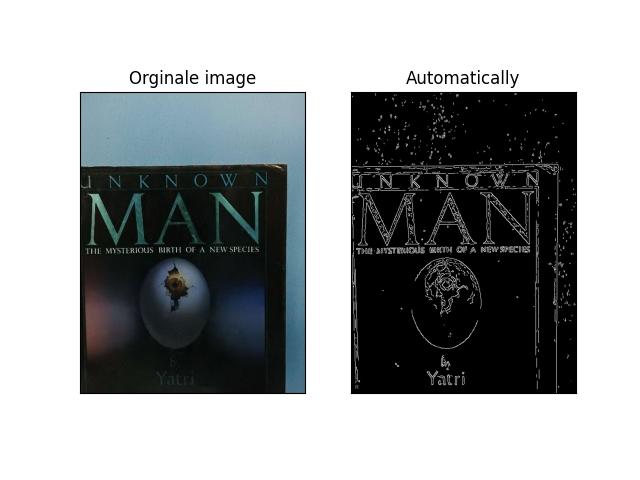 Orginale image
Automatically
UNKNOWN
MAN
THE MYSTERIOUS BIRTH OF A NEW SPECIES
by
Yatri
UNKNOWN
MAN
THE MYSTERIOUS BIRTH OF A NEW SPECIES
by
Yatri